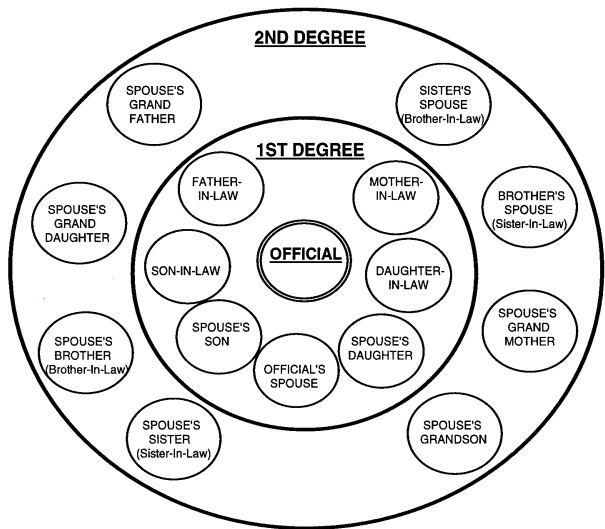 2ND DEGREE
SPOUSE'S
GRAND
FATHER
SISTER'S
SPOUSE
(Brother-In-Law)
1ST DEGREE
FATHER-
IN-LAW
MOTHER-
IN-LAW
SPOUSE'S
GRAND
DAUGHTER
BROTHER'S
SPOUSE
(Sister-In-Law)
OFFICIAL
SON-IN-LAW
DAUGHTER-
IN-LAW
SPOUSE'S
SON
SPOUSE'S
DAUGHTER
OFFICIAL'S
SPOUSE
SPOUSE'S
BROTHER
(Brother-In-Law)
SPOUSE'S
GRAND
MOTHER
SPOUSE'S
SISTER
(Sister-In-Law)
SPOUSE'S
GRANDSON